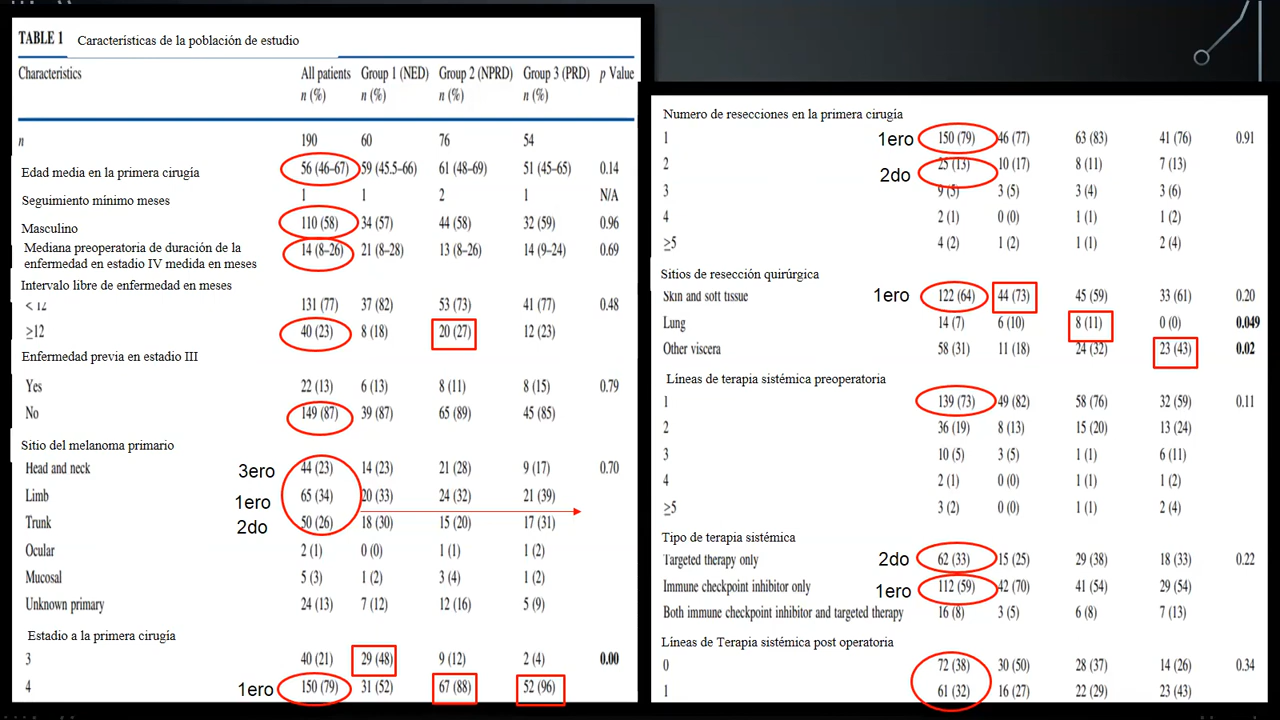 TABLE 1 Características de la población de estudio
Characteristics All patients Group 1 (NED) Group 2 (NPRD) Group 3 (PRD) p Value
n (%) n (%) n (%) n (%)
n 190 60 76 54
Edad media en la primera cirugía 56 (46–67) 59 (45.5–66) 61 (48–69) 51 (45–65) 0.14
Seguimiento mínimo meses 1 1 2 1 N/A
Masculino 110 (58) 34 (57) 44 (58) 32 (59) 0.96
Mediana preoperatoria de duración de la
enfermedad en estadio IV medida en meses 14 (8–26) 21 (8–28) 13 (8–26) 14 (9–24) 0.69
Intervalo libre de enfermedad en meses
< 12 131 (77) 37 (82) 53 (73) 41 (77) 0.48
≥12 40 (23) 8 (18) 20 (27) 12 (23)
Enfermedad previa en estadio III
Yes 22 (13) 6 (13) 8 (11) 8 (15) 0.79
No 149 (87) 39 (87) 65 (89) 45 (85)
Sitio del melanoma primario
Head and neck 3ero 44 (23) 14 (23) 21 (28) 9 (17) 0.70
Limb 1ero 65 (34) 20 (33) 24 (32) 21 (39)
Trunk 2do 50 (26) 18 (30) 15 (20) 17 (31)
Ocular 2 (1) 0 (0) 1 (1) 1 (2)
Mucosal 5 (3) 1 (2) 3 (4) 1 (2)
Unknown primary 24 (13) 7 (12) 12 (16) 5 (9)
Estadio a la primera cirugía
3 40 (21) 29 (48) 9 (12) 2 (4) 0.00
4 1ero 150 (79) 31 (52) 67 (88) 52 (96)
Numero de resecciones en la primera cirugía
1 1ero 150 (79) 46 (77) 63 (83) 41 (76) 0.91
2 2do 25 (13) 10 (17) 8 (11) 7 (13)
3 9 (5) 3 (5) 3 (4) 3 (6)
4 2 (1) 0 (0) 1 (1) 1 (2)
≥5 4 (2) 1 (2) 1 (1) 2 (4)
Sitios de resección quirúrgica
Skin and soft tissue 1ero 122 (64) 44 (73) 45 (59) 33 (61) 0.20
Lung 14 (7) 6 (10) 8 (11) 0 (0) 0.049
Other viscera 58 (31) 11 (18) 24 (32) 23 (43) 0.02
Líneas de terapia sistémica preoperatoria
1 139 (73) 49 (82) 58 (76) 32 (59) 0.11
2 36 (19) 8 (13) 15 (20) 13 (24)
3 10 (5) 3 (5) 1 (1) 6 (11)
4 2 (1) 0 (0) 1 (1) 1 (2)
≥5 3 (2) 0 (0) 1 (1) 2 (4)
Tipo de terapia sistémica
Targeted therapy only 2do 62 (33) 15 (25) 29 (38) 18 (33) 0.22
Immune checkpoint inhibitor only 1ero 112 (59) 42 (70) 41 (54) 29 (54)
Both immune checkpoint inhibitor and targeted therapy 16 (8) 3 (5) 6 (8) 7 (13)
Líneas de Terapia sistémica post operatoria
0 72 (38) 30 (50) 28 (37) 14 (26) 0.34
1 61 (32) 16 (27) 22 (29) 23 (43)